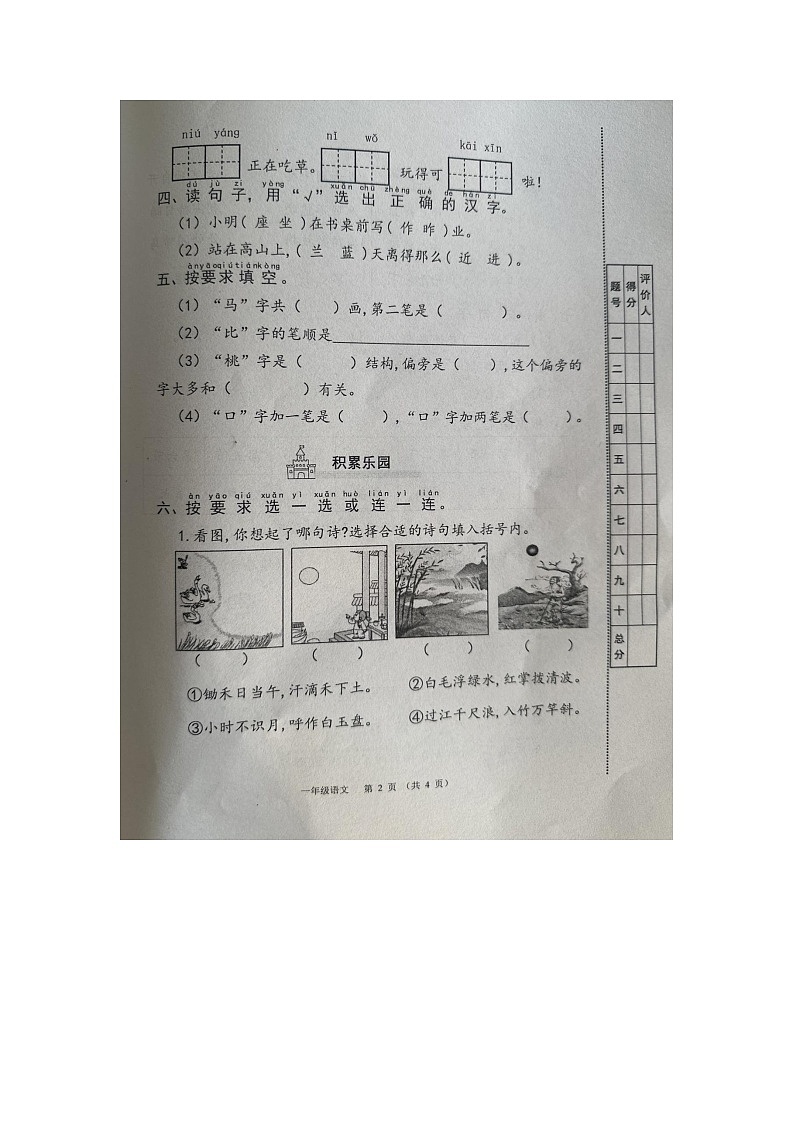 niú yáng nǐ wǒ kāi xīn
正在吃草。 玩得可 啦!
dú jù zi yòng xuǎn chū zhèng què de hàn zì
四、读句子,用“√”选出正确的汉字。
(1)小明(座 坐)在书桌前写(作 昨)业。
(2)站在高山上,(兰 蓝)天离得那么(近 进)。
ànyāoqiútiánkòng
五、按要求填空。
(1)“马”字共( )画,第二笔是( )。
(2)“比”字的笔顺是
(3)“桃”字是( )结构,偏旁是( ),这个偏旁的
字大多和( )有关。
(4)“口”字加一笔是( ),“口”字加两笔是( )。
积累乐园
àn yāo qiú xuǎn yì xuǎn huò lián yì lián
六、按要求选一选或连一连。
1.看图,你想起了哪句诗?选择合适的诗句填入括号内。
( ) ( ) ( ) ( )
①锄禾日当午,汗滴禾下土。 ②白毛浮绿水,红掌拨清波。
③小时不识月,呼作白玉盘。 ④过江千尺浪,入竹万竿斜。
一年级语文 第 2 页 (共 4 页)
题号 得分 评价人
一
二
三
四
五
六
七
八
九
十
总分